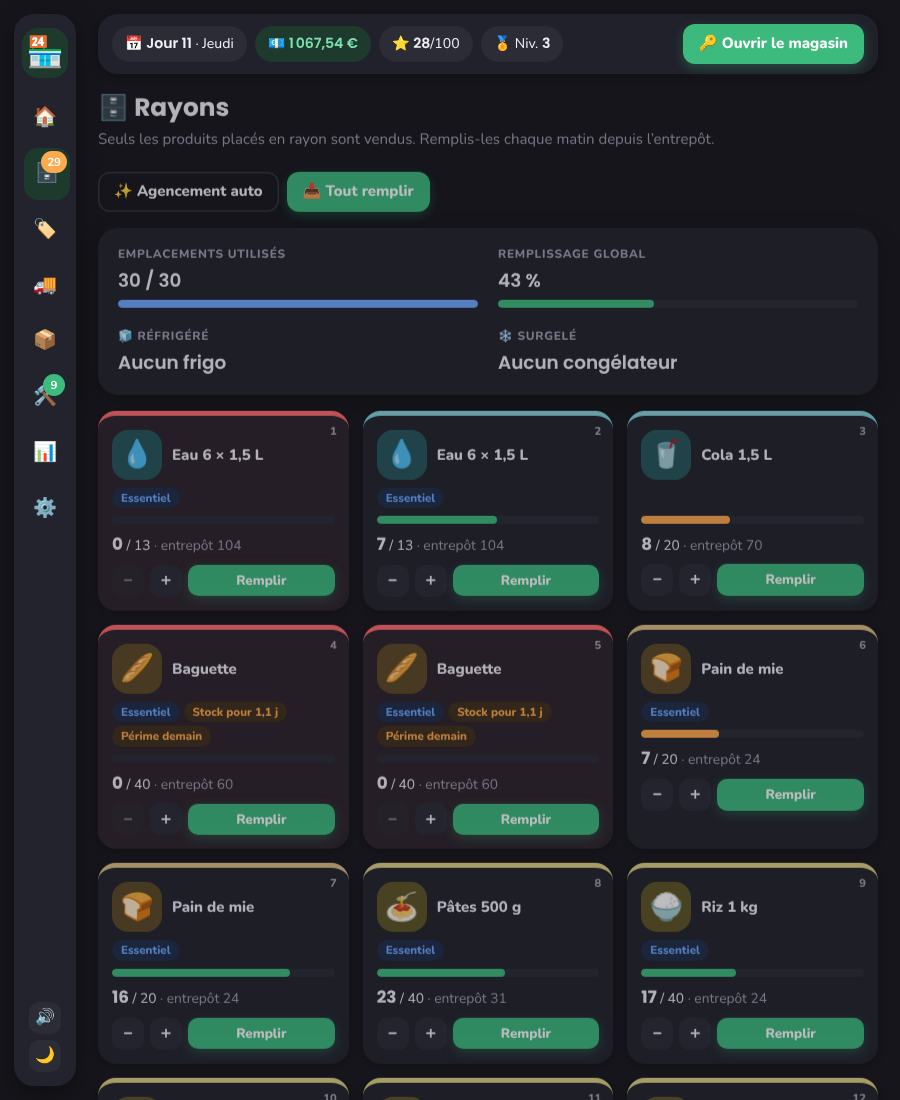 24
Jour 11 · Jeudi
1 067,54 €
28/100
Niv. 3
Ouvrir le magasin
Rayons
Seuls les produits placés en rayon sont vendus. Remplis-les chaque matin depuis l'entrepôt.
29
Agencement auto
Tout remplir
EMPLACEMENTS UTILISÉS
30 / 30
REMPLISSAGE GLOBAL
43 %
RÉFRIGÉRÉ
Aucun frigo
SURGELÉ
Aucun congélateur
9
1
Eau 6 × 1,5 L
Essentiel
0 / 13 · entrepôt 104
− + Remplir
2
Eau 6 × 1,5 L
Essentiel
7 / 13 · entrepôt 104
− + Remplir
3
Cola 1,5 L
8 / 20 · entrepôt 70
− + Remplir
4
Baguette
Essentiel Stock pour 1,1 j
Périme demain
0 / 40 · entrepôt 60
− + Remplir
5
Baguette
Essentiel Stock pour 1,1 j
Périme demain
0 / 40 · entrepôt 60
− + Remplir
6
Pain de mie
Essentiel
7 / 20 · entrepôt 24
− + Remplir
7
Pain de mie
Essentiel
16 / 20 · entrepôt 24
− + Remplir
8
Pâtes 500 g
Essentiel
23 / 40 · entrepôt 31
− + Remplir
9
Riz 1 kg
Essentiel
17 / 40 · entrepôt 24
− + Remplir
10
11
12